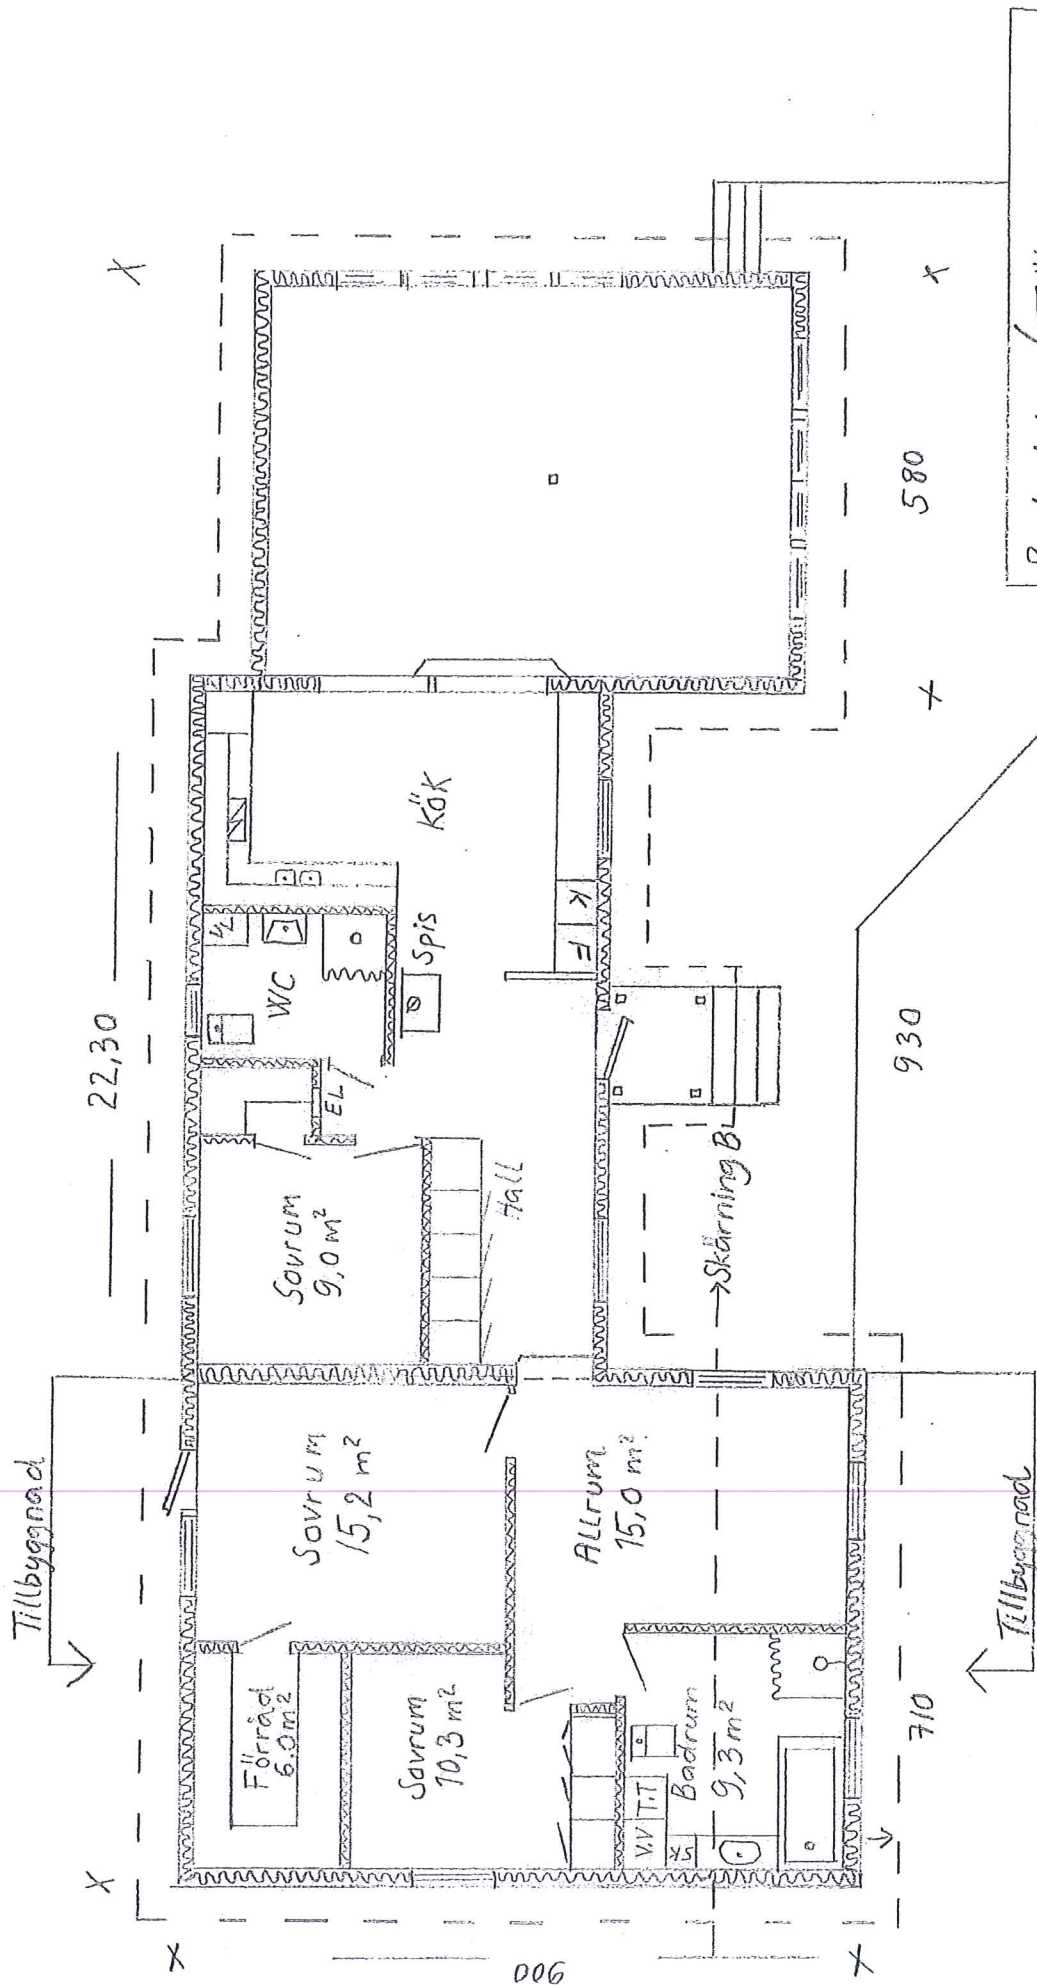 Tillbyggnad
22,30
900
Förråd
6.0 m²
Sovrum
15,2 m²
Sovrum
9,0 m²
WC
EL
Spis
Kök
F
K
Hall
Sovrum
10,3 m²
Allrum
15,0 m²
V.V
T.T
Badrum
9,3 m²
Skärning B
710
930
580
Tillbyggnad